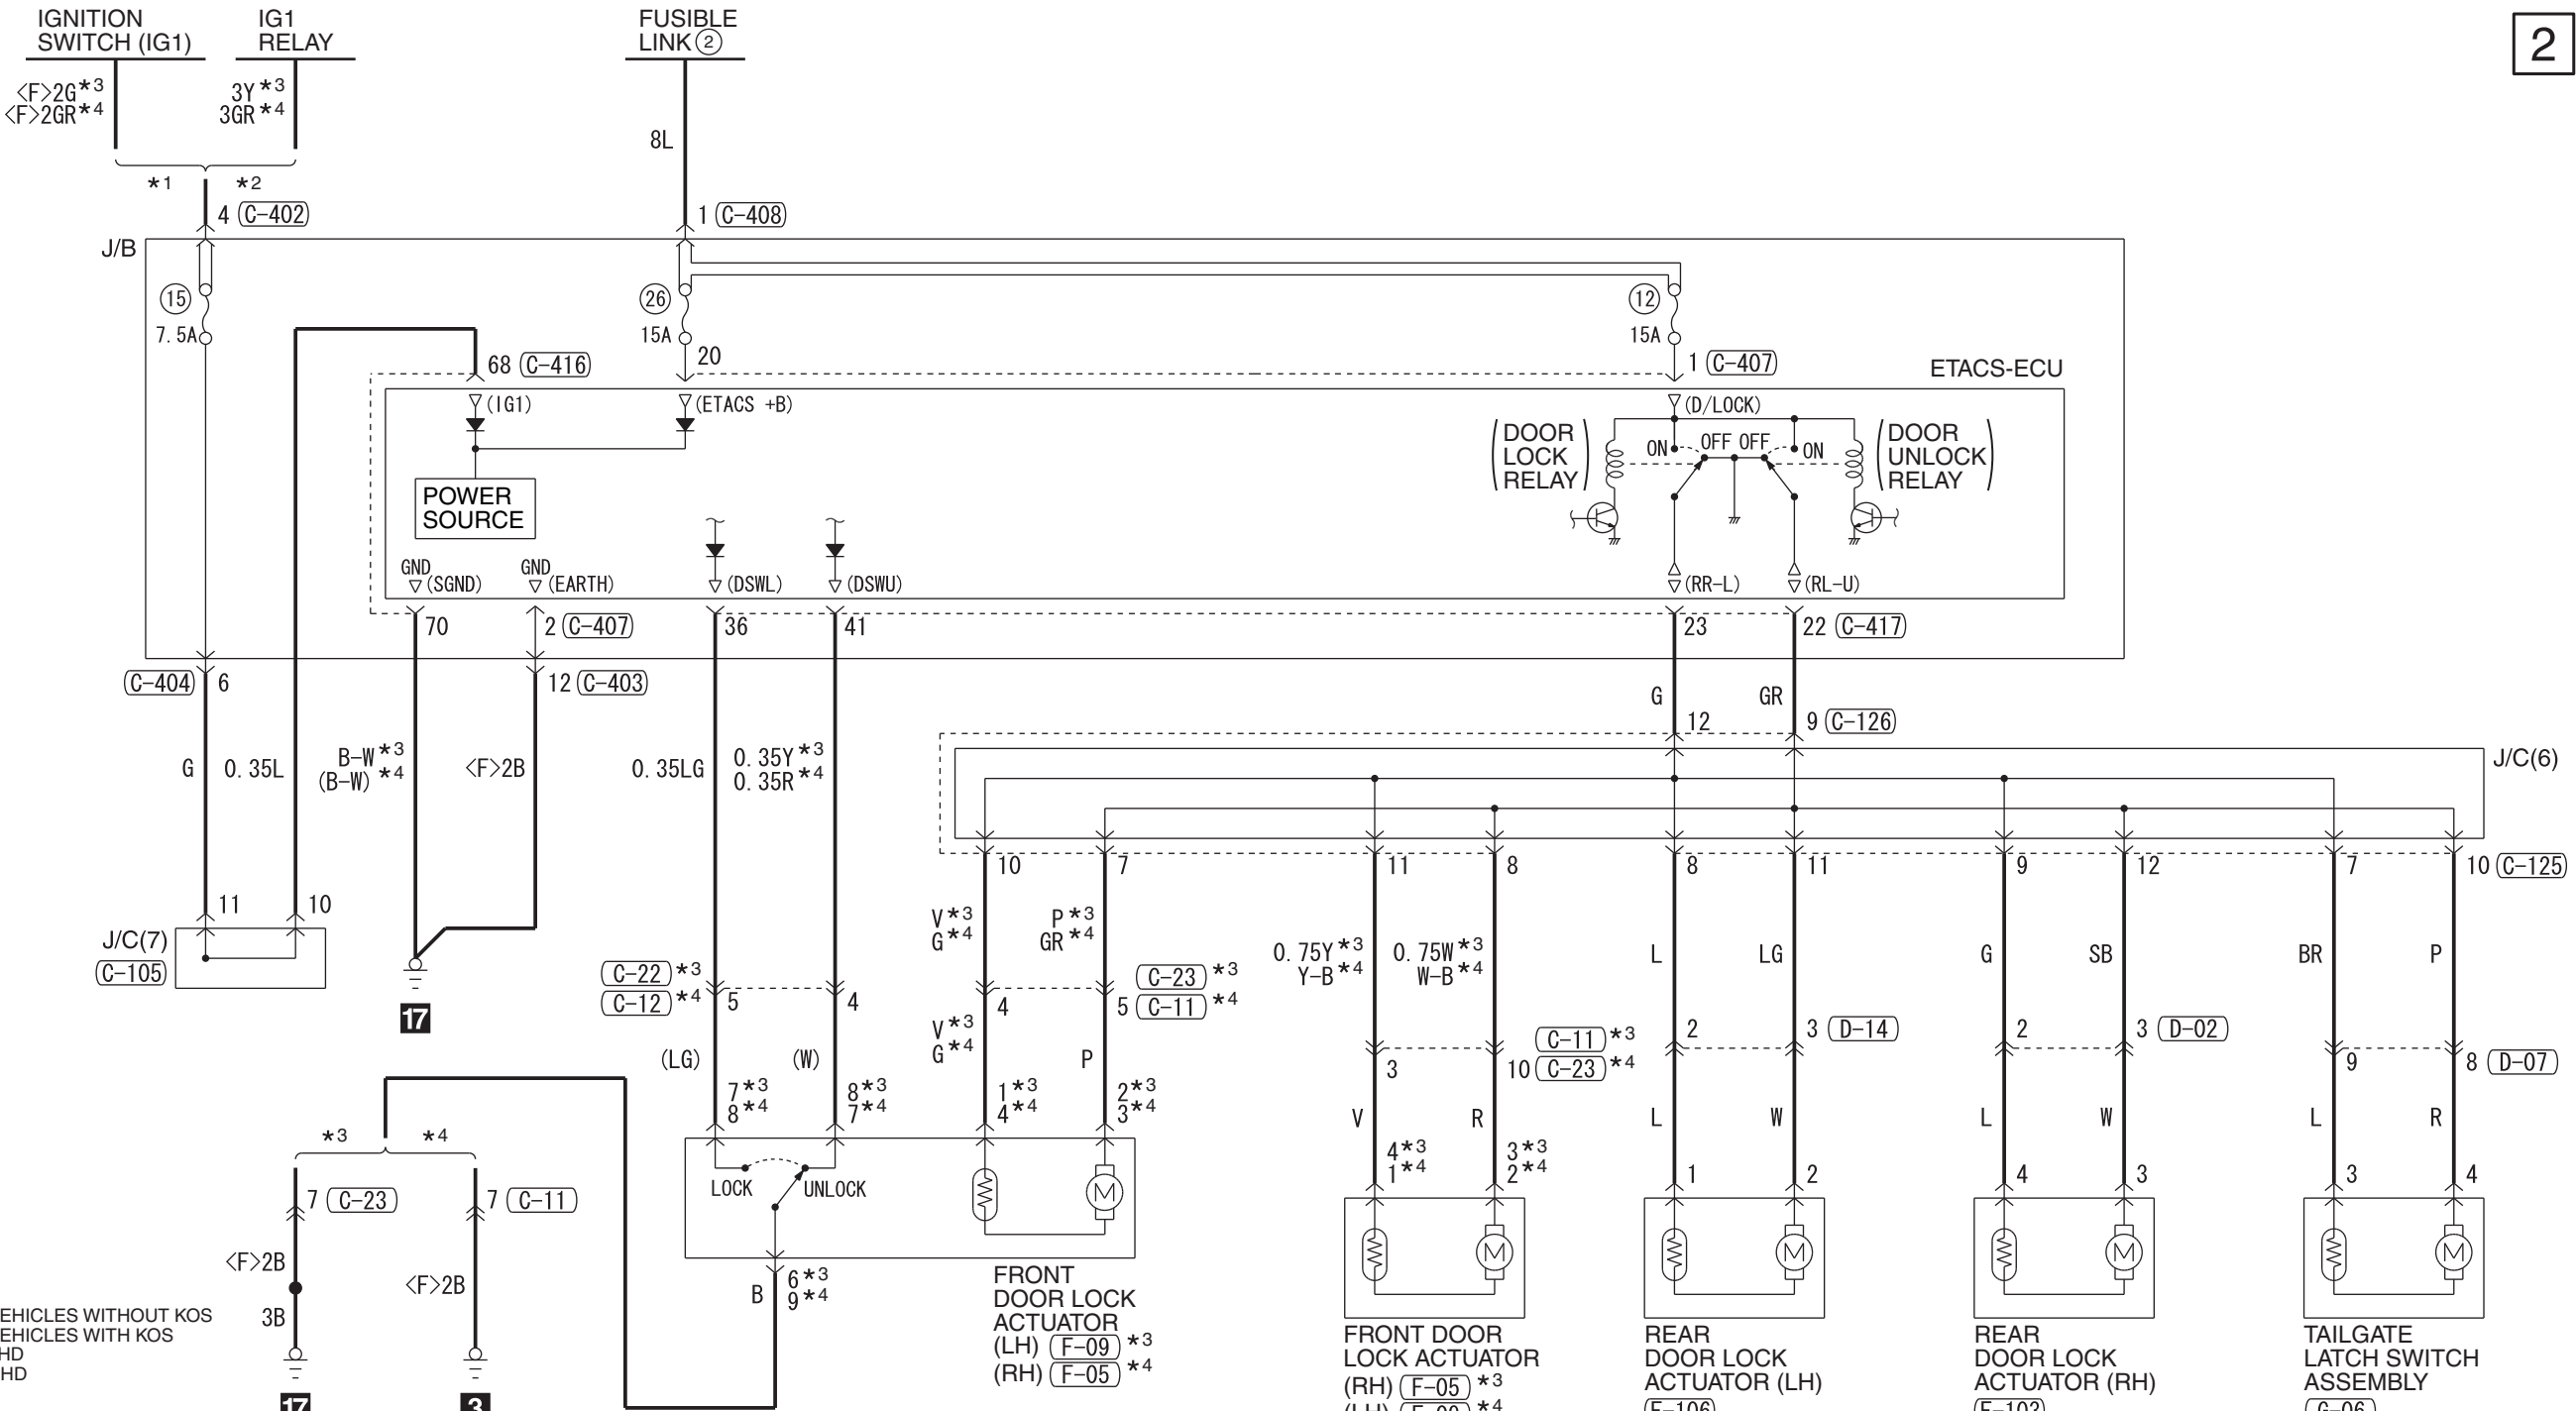 IGNITION
SWITCH (IG1)
IG1
RELAY
FUSIBLE
LINK ②
2
<F>2G*3
<F>2GR*4
3Y*3
3GR*4
8L
*1
*2
4 C-402
1 C-408
J/B
15
7.5A
26
15A
12
15A
68 C-416
20
1 C-407
ETACS-ECU
(IG1)
(ETACS +B)
(D/LOCK)
DOOR
LOCK
RELAY
ON
OFF OFF
ON
DOOR
UNLOCK
RELAY
POWER
SOURCE
GND
(SGND)
GND
(EARTH)
(DSWL)
(DSWU)
(RR-L)
(RL-U)
70
2 C-407
36
41
23
22 C-417
C-404 6
12 C-403
G
GR
12
9 C-126
G
0.35L
B-W*3
(B-W)*4
<F>2B
0.35LG
0.35Y*3
0.35R*4
J/C(6)
10
7
11
8
8
11
9
12
7
10 C-125
11
10
J/C(7)
C-105
17
V*3
G*4
P*3
GR*4
0.75Y*3
Y-B*4
0.75W*3
W-B*4
L
LG
G
SB
BR
P
C-22 *3
C-12 *4
5
4
4
C-23 *3
5 C-11 *4
2
3 D-14
2
3 D-02
C-11 *3
3
10 C-23 *4
9
8 D-07
(LG)
(W)
V*3
G*4
P
7*3
8*4
8*3
7*4
1*3
4*4
2*3
3*4
V
R
L
W
L
W
L
R
4*3
1*4
3*3
2*4
1
2
4
3
3
4
*3
*4
7 C-23
7 C-11
LOCK
UNLOCK
M
M
M
M
M
<F>2B
<F>2B
3B
B
6*3
9*4
FRONT
DOOR LOCK
ACTUATOR
(LH) F-09 *3
(RH) F-05 *4
FRONT DOOR
LOCK ACTUATOR
(RH) F-05 *3
*4
REAR
DOOR LOCK
ACTUATOR (LH)
REAR
DOOR LOCK
ACTUATOR (RH)
TAILGATE
LATCH SWITCH
ASSEMBLY
EHICLES WITHOUT KOS
EHICLES WITH KOS
HD
HD
17
3